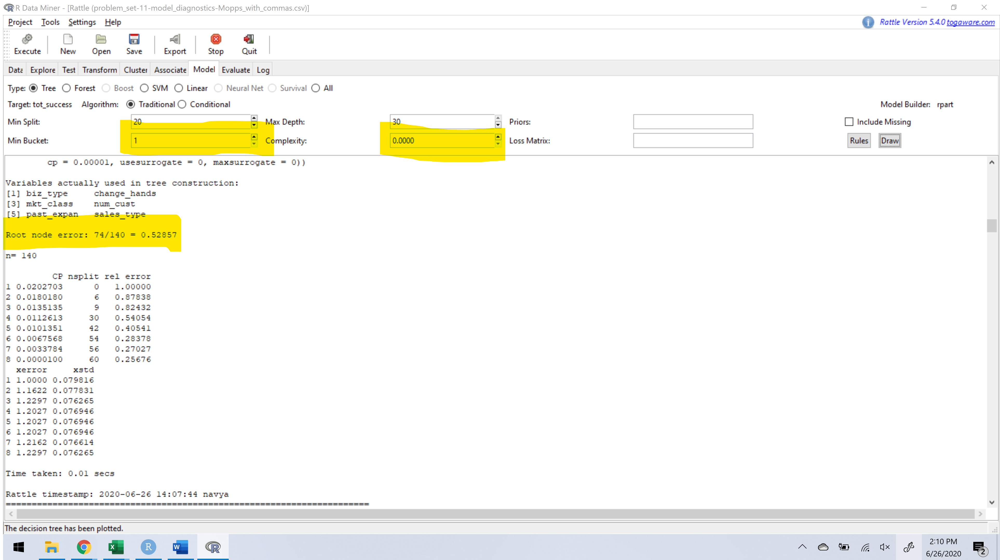 R Data Miner - [Rattle (problem_set-11-model_diagnostics-Mopps_with_commas.csv)]
Project Tools Settings Help
Rattle Version 5.4.0 togaware.com
Execute New Open Save Export Stop Quit
Data Explore Test Transform Cluster Associate Model Evaluate Log
Type: Tree Forest Boost SVM Linear Neural Net Survival All
Target: tot_success Algorithm: Traditional Conditional Model Builder: rpart
Min Split: 20 Max Depth: 30 Priors: Include Missing
Min Bucket: 1 Complexity: 0.0000 Loss Matrix: Rules Draw
cp = 0.00001, usesurrogate = 0, maxsurrogate = 0))
Variables actually used in tree construction:
[1] biz_type change_hands
[3] mkt_class num_cust
[5] past_expan sales_type
Root node error: 74/140 = 0.52857
n= 140
CP nsplit rel error
1 0.0202703 0 1.00000
2 0.0180180 6 0.87838
3 0.0135135 9 0.82432
4 0.0112613 30 0.54054
5 0.0101351 42 0.40541
6 0.0067568 54 0.28378
7 0.0033784 56 0.27027
8 0.0000100 60 0.25676
xerror xstd
1 1.0000 0.079816
2 1.1622 0.077831
3 1.2297 0.076265
4 1.2027 0.076946
5 1.2027 0.076946
6 1.2027 0.076946
7 1.2162 0.076614
8 1.2297 0.076265
Time taken: 0.01 secs
Rattle timestamp: 2020-06-26 14:07:44 navya
======================================================================
The decision tree has been plotted.
2:10 PM
6/26/2020
2